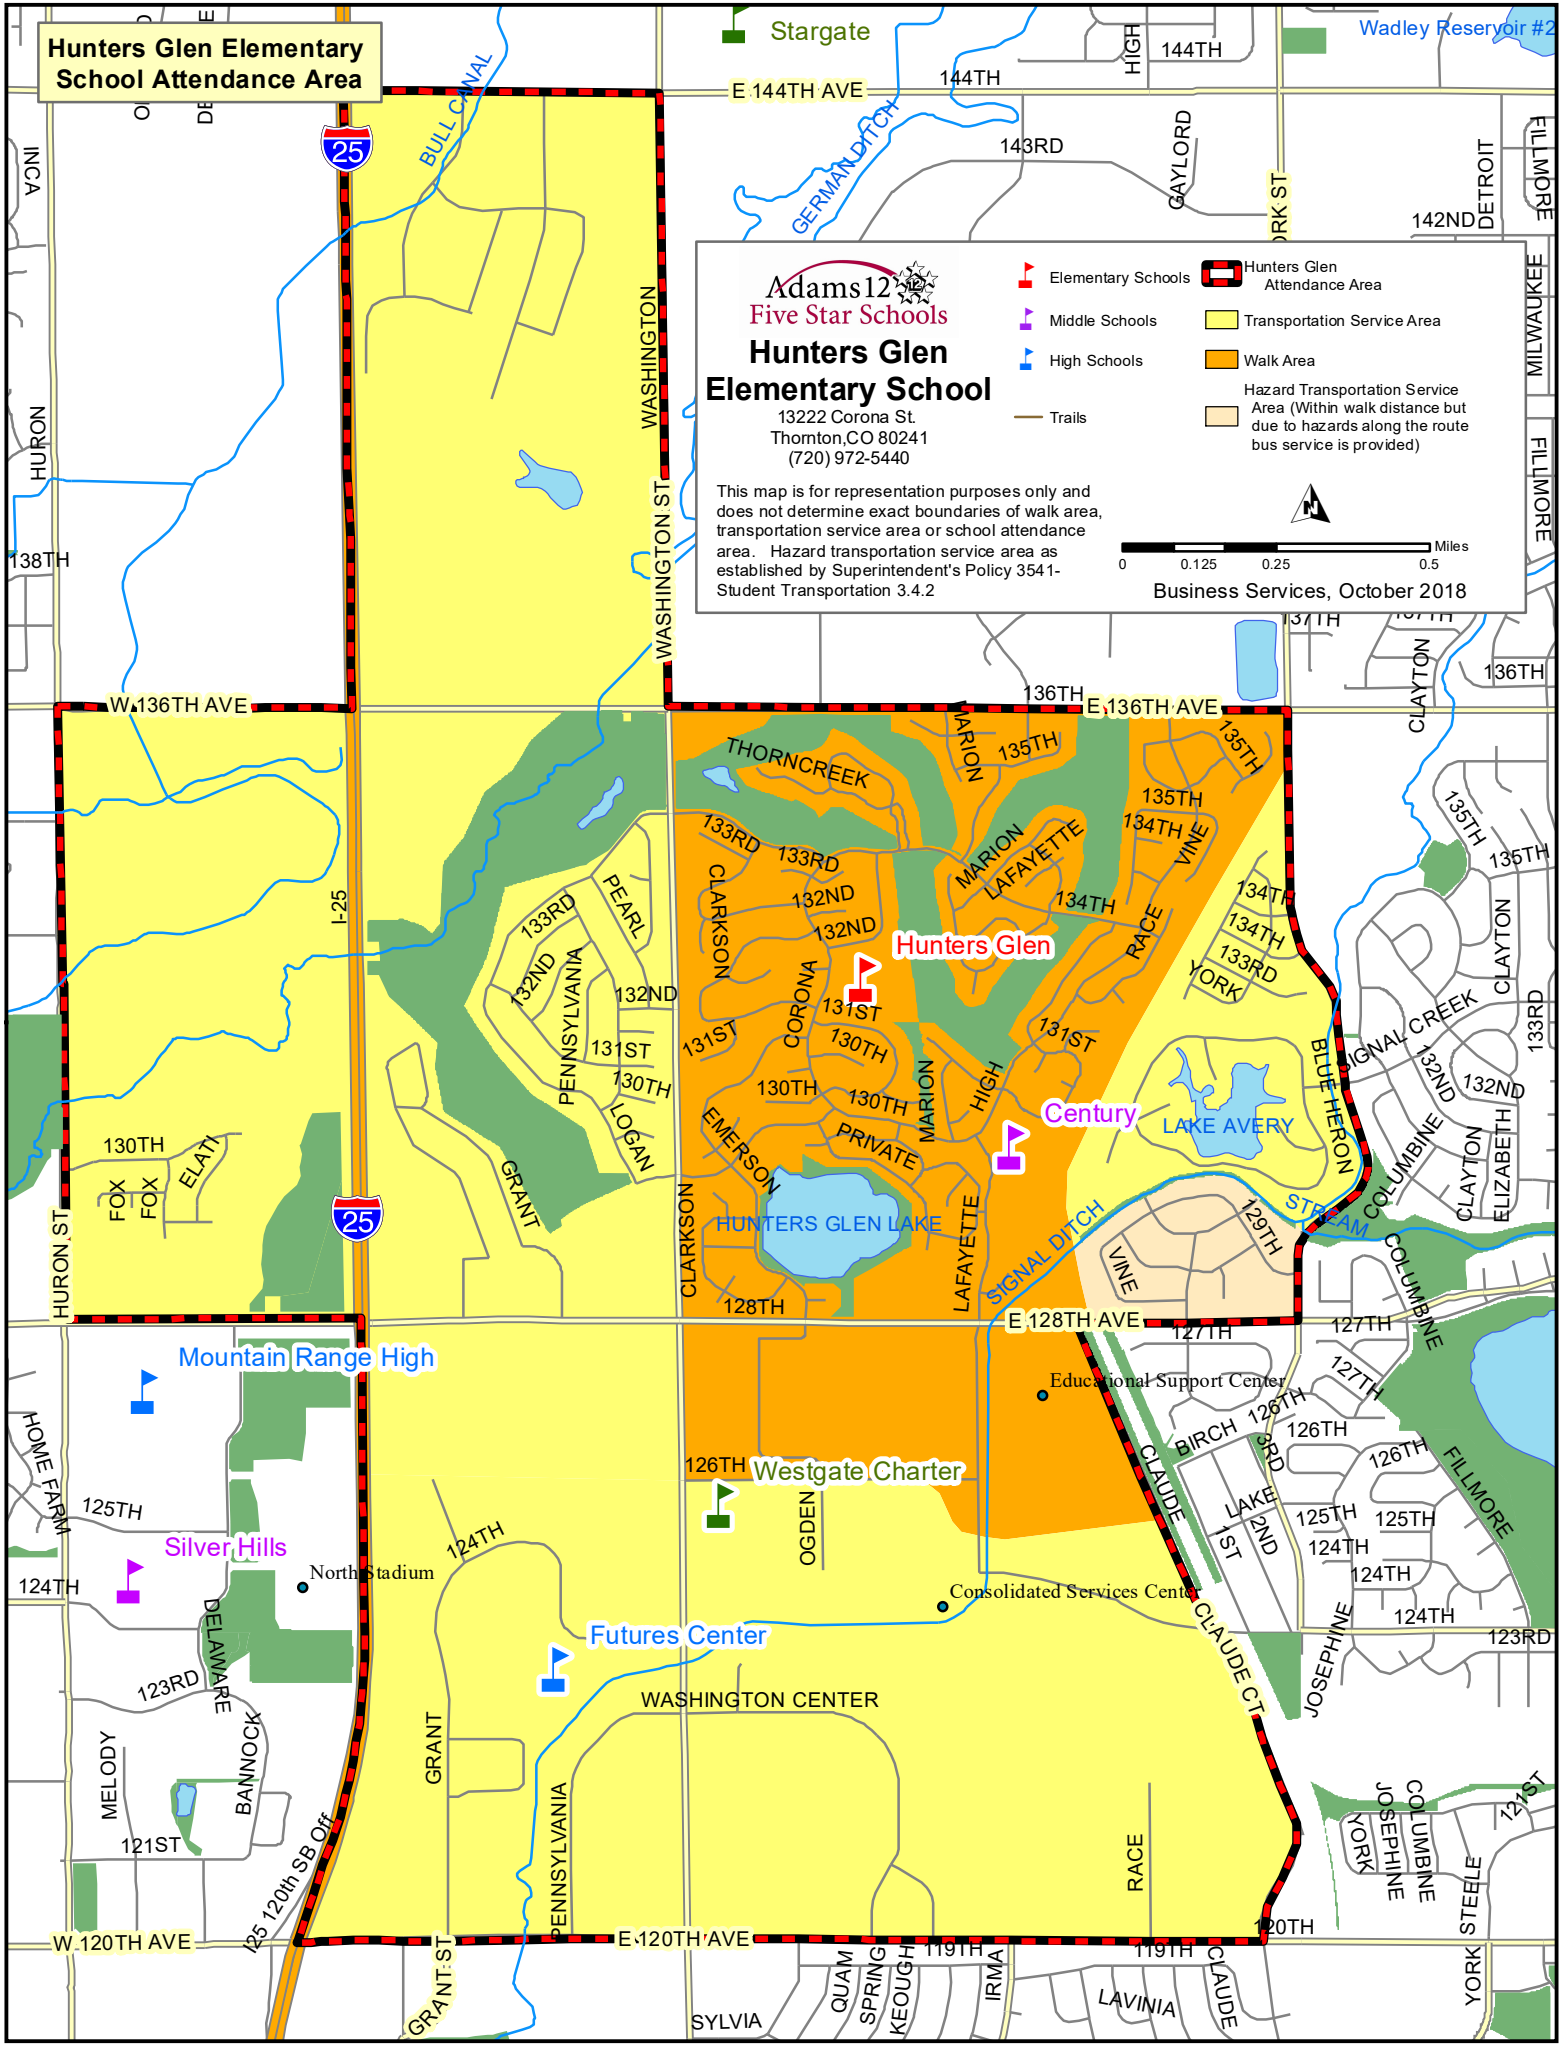 Hunters Glen Elementary
School Attendance Area
Stargate
Wadley Reservoir #2
HIGH
144TH
144TH
E 144TH AVE
BULL CANAL
GERMAN DITCH
25
INCA
143RD
GAYLORD
DETROIT
FILLMORE
142ND
MILWAUKEE
Adams 12
12
Five Star Schools
Hunters Glen
Elementary School
13222 Corona St.
Thornton,CO 80241
(720) 972-5440
Elementary Schools
Middle Schools
High Schools
Trails
Hunters Glen
Attendance Area
Transportation Service Area
Walk Area
Hazard Transportation Service
Area (Within walk distance but
due to hazards along the route
bus service is provided)
This map is for representation purposes only and
does not determine exact boundaries of walk area,
transportation service area or school attendance
area. Hazard transportation service area as
established by Superintendent's Policy 3541-
Student Transportation 3.4.2
N
Miles
0
0.125
0.25
0.5
Business Services, October 2018
WASHINGTON
WASHINGTON ST
WASHINGTON ST
HURON
138TH
FILLMORE
FILLMORE
137TH
137TH
CLAYTON
136TH
136TH
W 136TH AVE
E 136TH AVE
THORNCREEK
MARION
135TH
135TH
135TH
134TH
VINE
135TH
135TH
133RD
133RD
CLARKSON
132ND
132ND
MARION
LAFAYETTE
134TH
RACE
134TH
134TH
133RD
YORK
I-25
PEARL
133RD
132ND
PENNSYLVANIA
132ND
131ST
130TH
LOGAN
Hunters Glen
CORONA
131ST
131ST
130TH
130TH
130TH
131ST
MARION
HIGH
Century
LAKE AVERY
BLUE HERON
SIGNAL CREEK
CLAYTON
133RD
132ND
132ND
COLUMBINE
CLAYTON
ELIZABETH
EMERSON
PRIVATE
130TH
ELATI
FOX
FOX
GRANT
HURON ST
25
CLARKSON
HUNTERS GLEN LAKE
LAFAYETTE
SIGNAL DITCH
STREAM
129TH
VINE
COLUMBINE
128TH
E 128TH AVE
127TH
127TH
127TH
Mountain Range High
Educational Support Center
BIRCH
126TH
126TH
126TH
3RD
FILLMORE
HOME FARM
125TH
126TH
Westgate Charter
OGDEN
CLAUDE
LAKE
1ST
2ND
125TH
125TH
124TH
124TH
124TH
123RD
Silver Hills
124TH
North Stadium
124TH
Consolidated Services Center
DELAWARE
123RD
Futures Center
CLAUDE CT
JOSEPHINE
WASHINGTON CENTER
GRANT
MELODY
BANNOCK
121ST
I25 120th SB Off
PENNSYLVANIA
RACE
YORK
JOSEPHINE
COLUMBINE
121ST
STEELE
W 120TH AVE
E 120TH AVE
120TH
GRANT ST
119TH
119TH
SYLVIA
QUAM
SPRING
KEOUGH
IRMA
LAVINIA
CLAUDE
YORK